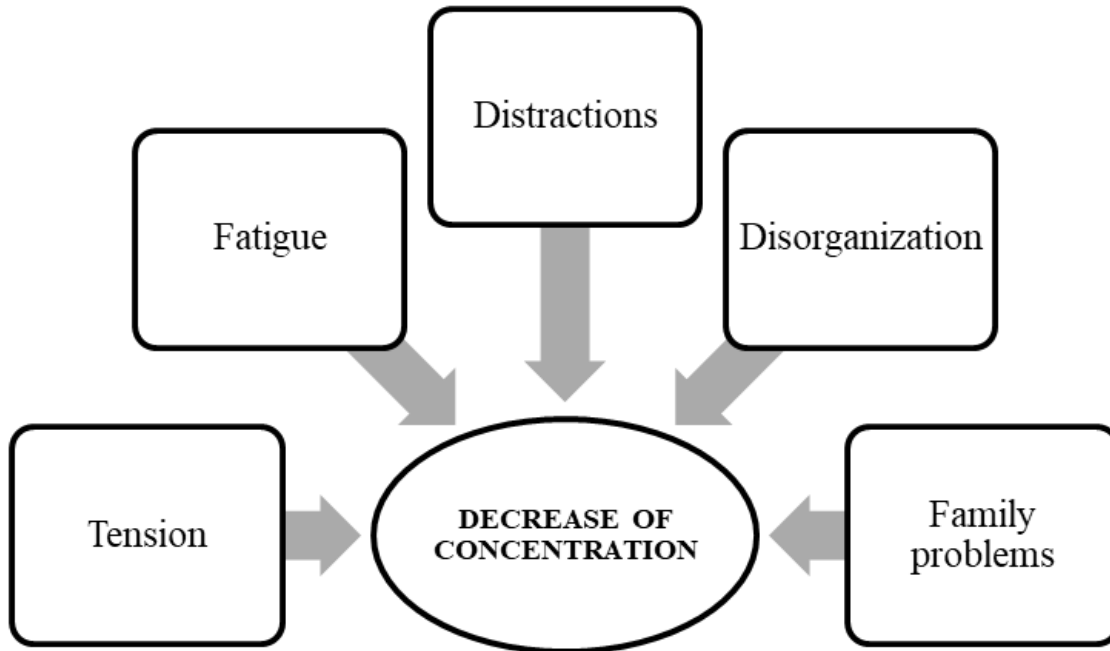 Distractions
Fatigue
Disorganization
Tension
DECREASE OF
CONCENTRATION
Family
problems